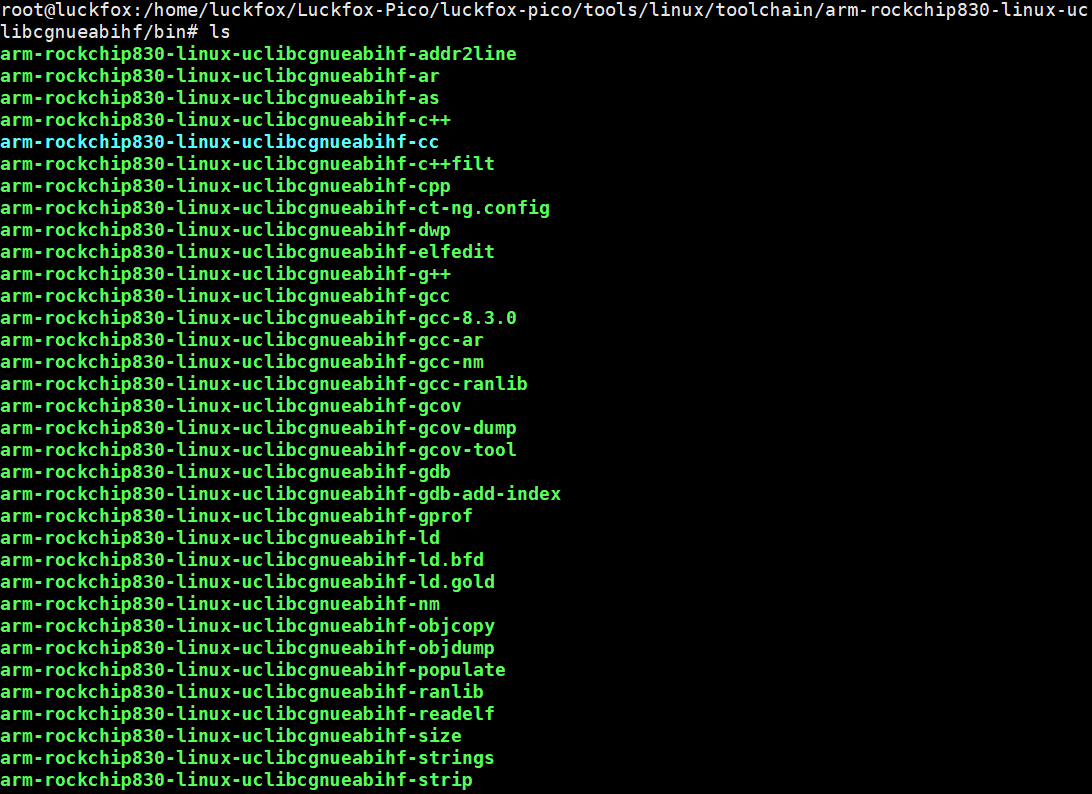 root@luckfox:/home/luckfox/Luckfox-Pico/luckfox-pico/tools/linux/toolchain/arm-rockchip830-linux-uc
libcgnueabihf/bin# ls
arm-rockchip830-linux-uclibcgnueabihf-addr2line
arm-rockchip830-linux-uclibcgnueabihf-ar
arm-rockchip830-linux-uclibcgnueabihf-as
arm-rockchip830-linux-uclibcgnueabihf-c++
arm-rockchip830-linux-uclibcgnueabihf-cc
arm-rockchip830-linux-uclibcgnueabihf-c++filt
arm-rockchip830-linux-uclibcgnueabihf-cpp
arm-rockchip830-linux-uclibcgnueabihf-ct-ng.config
arm-rockchip830-linux-uclibcgnueabihf-dwp
arm-rockchip830-linux-uclibcgnueabihf-elfedit
arm-rockchip830-linux-uclibcgnueabihf-g++
arm-rockchip830-linux-uclibcgnueabihf-gcc
arm-rockchip830-linux-uclibcgnueabihf-gcc-8.3.0
arm-rockchip830-linux-uclibcgnueabihf-gcc-ar
arm-rockchip830-linux-uclibcgnueabihf-gcc-nm
arm-rockchip830-linux-uclibcgnueabihf-gcc-ranlib
arm-rockchip830-linux-uclibcgnueabihf-gcov
arm-rockchip830-linux-uclibcgnueabihf-gcov-dump
arm-rockchip830-linux-uclibcgnueabihf-gcov-tool
arm-rockchip830-linux-uclibcgnueabihf-gdb
arm-rockchip830-linux-uclibcgnueabihf-gdb-add-index
arm-rockchip830-linux-uclibcgnueabihf-gprof
arm-rockchip830-linux-uclibcgnueabihf-ld
arm-rockchip830-linux-uclibcgnueabihf-ld.bfd
arm-rockchip830-linux-uclibcgnueabihf-ld.gold
arm-rockchip830-linux-uclibcgnueabihf-nm
arm-rockchip830-linux-uclibcgnueabihf-objcopy
arm-rockchip830-linux-uclibcgnueabihf-objdump
arm-rockchip830-linux-uclibcgnueabihf-populate
arm-rockchip830-linux-uclibcgnueabihf-ranlib
arm-rockchip830-linux-uclibcgnueabihf-readelf
arm-rockchip830-linux-uclibcgnueabihf-size
arm-rockchip830-linux-uclibcgnueabihf-strings
arm-rockchip830-linux-uclibcgnueabihf-strip